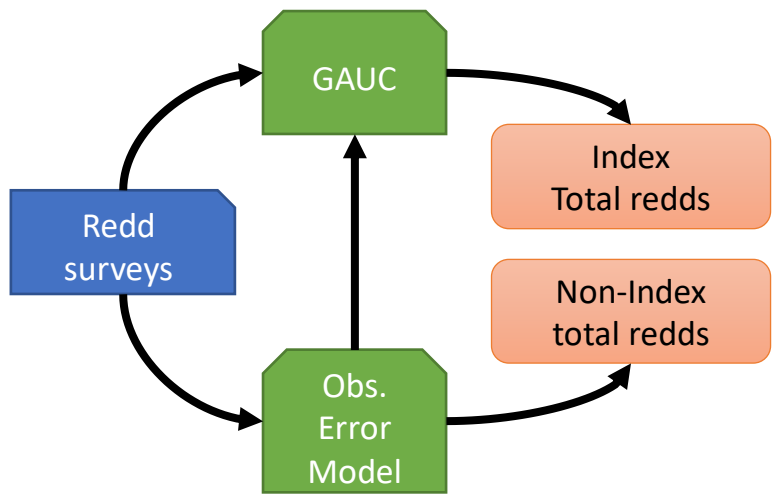 GAUC
Index
Total redds
Redd
surveys
Non-Index
total redds
Obs.
Error
Model